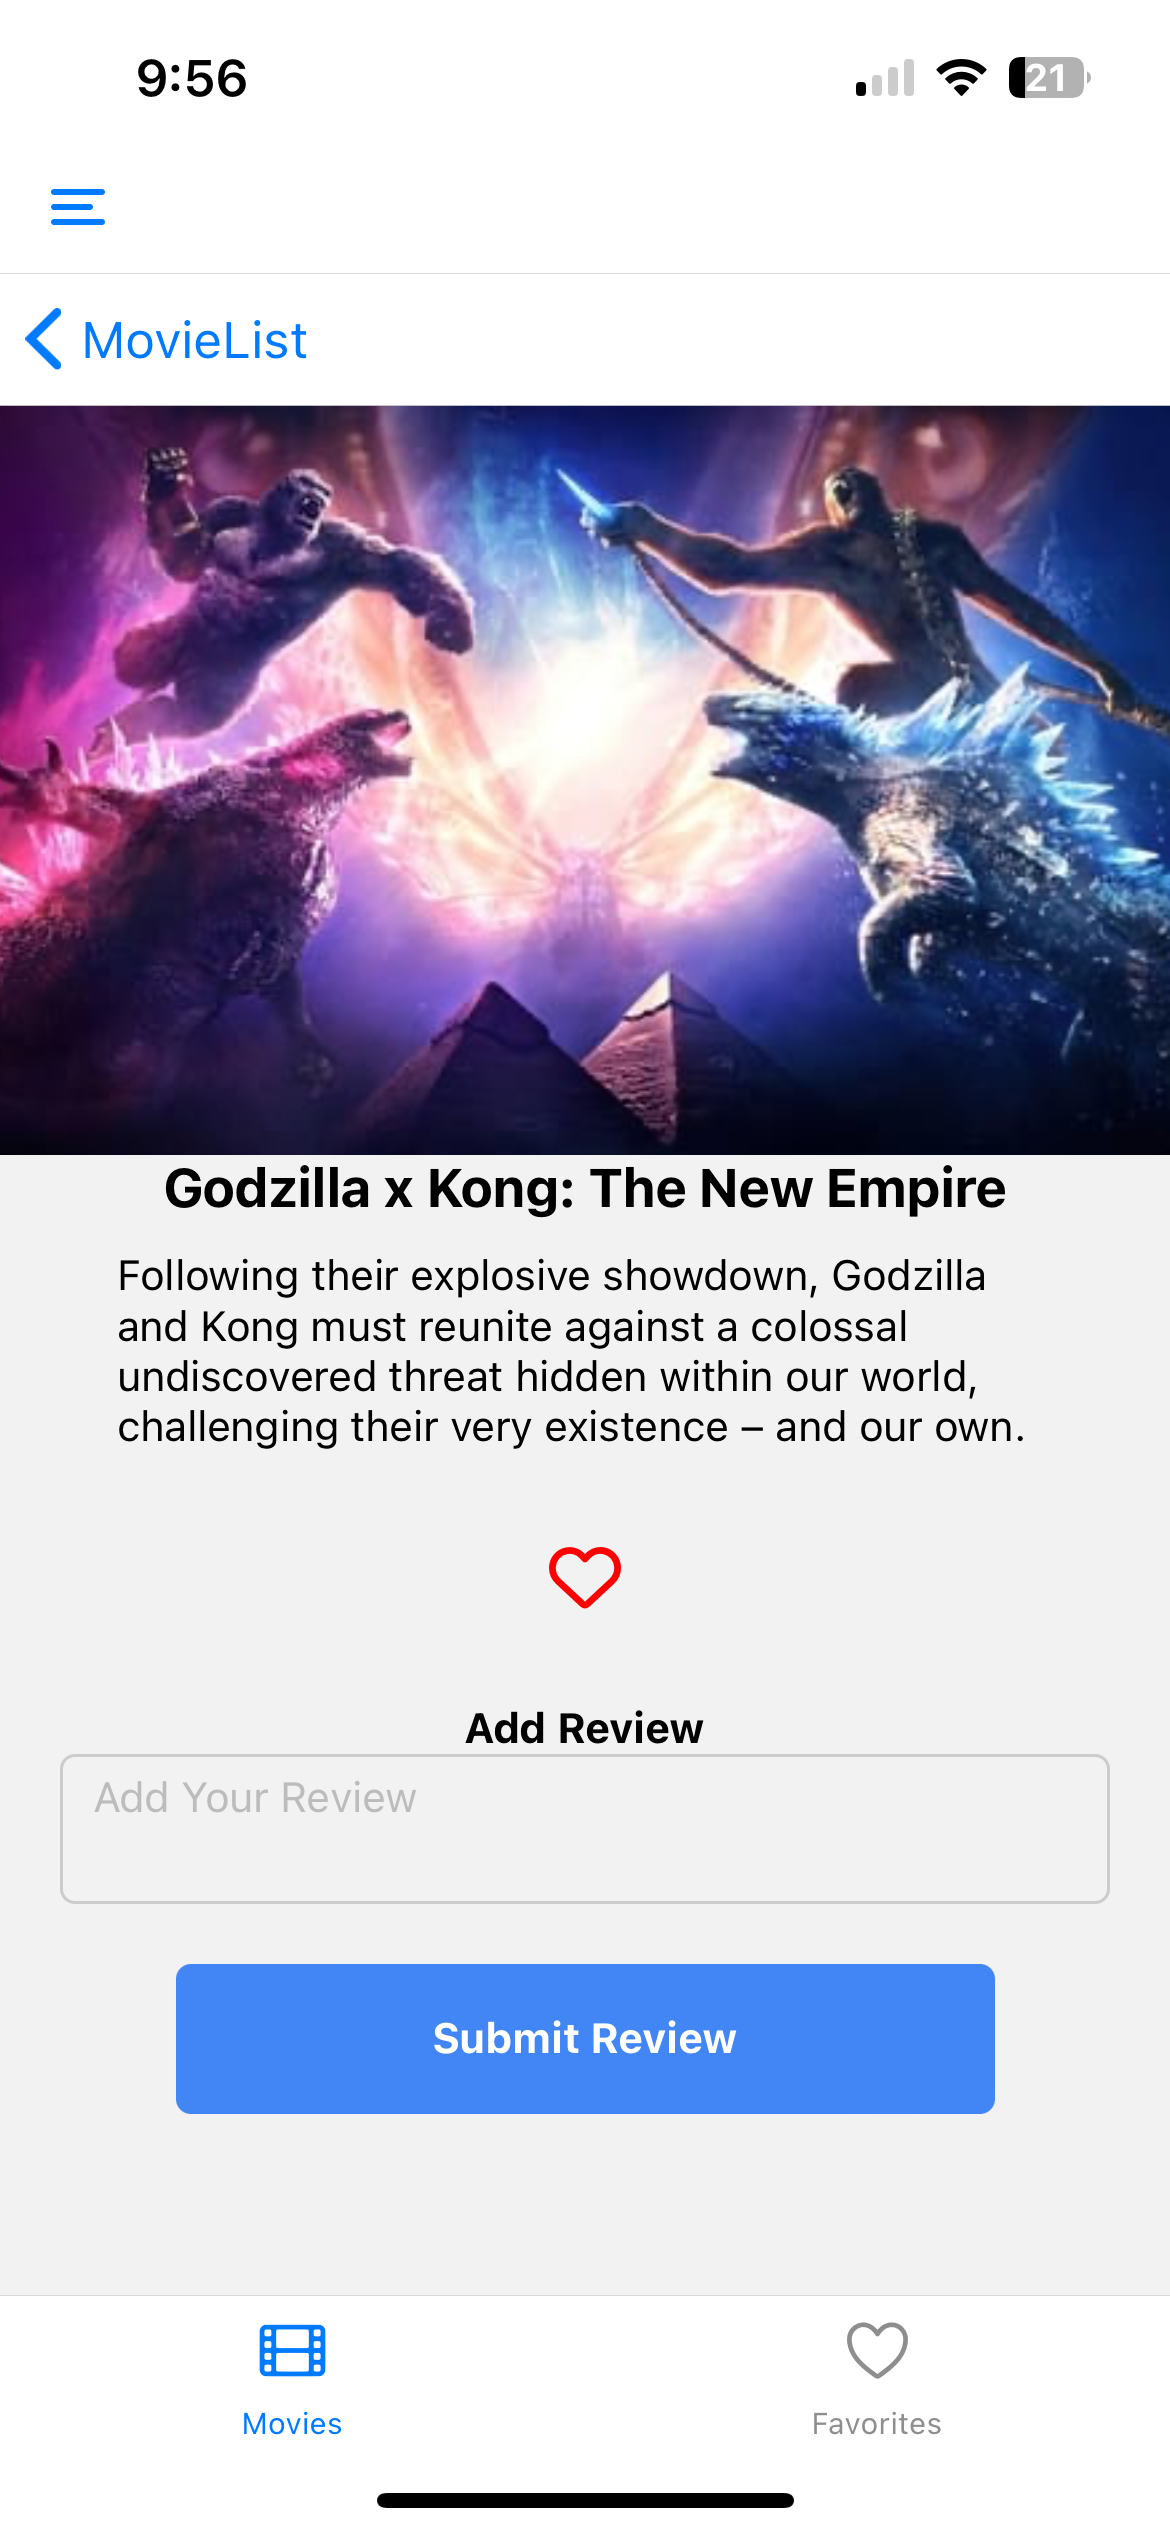 9:56
21
MovieList
Godzilla x Kong: The New Empire
Following their explosive showdown, Godzilla
and Kong must reunite against a colossal
undiscovered threat hidden within our world,
challenging their very existence – and our own.
Add Review
Add Your Review
Submit Review
Movies
Favorites